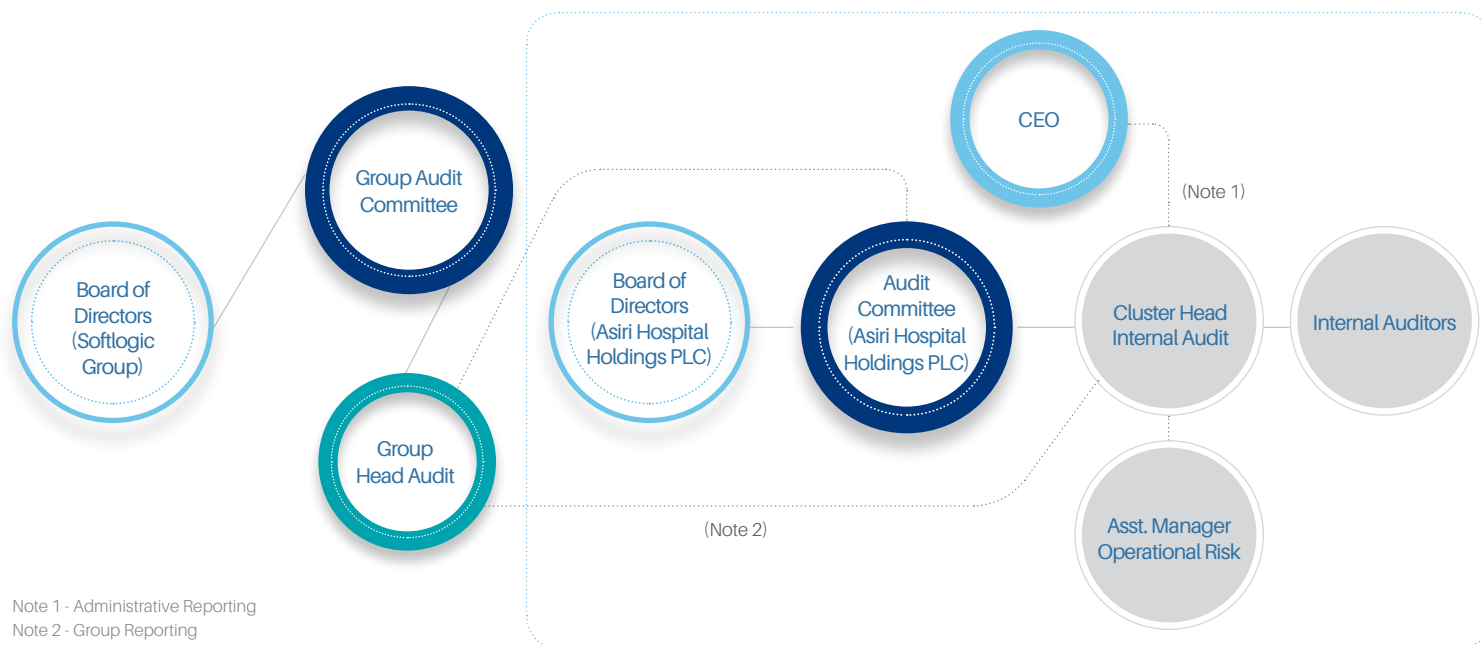 Board of
Directors
(Softlogic
Group)
Group Audit
Committee
Group
Head Audit
Board of
Directors
(Asiri Hospital
Holdings PLC)
Audit
Committee
(Asiri Hospital
Holdings PLC)
CEO
(Note 1)
Cluster Head
Internal Audit
Internal Auditors
Asst. Manager
Operational Risk
(Note 2)
Note 1 - Administrative Reporting
Note 2 - Group Reporting